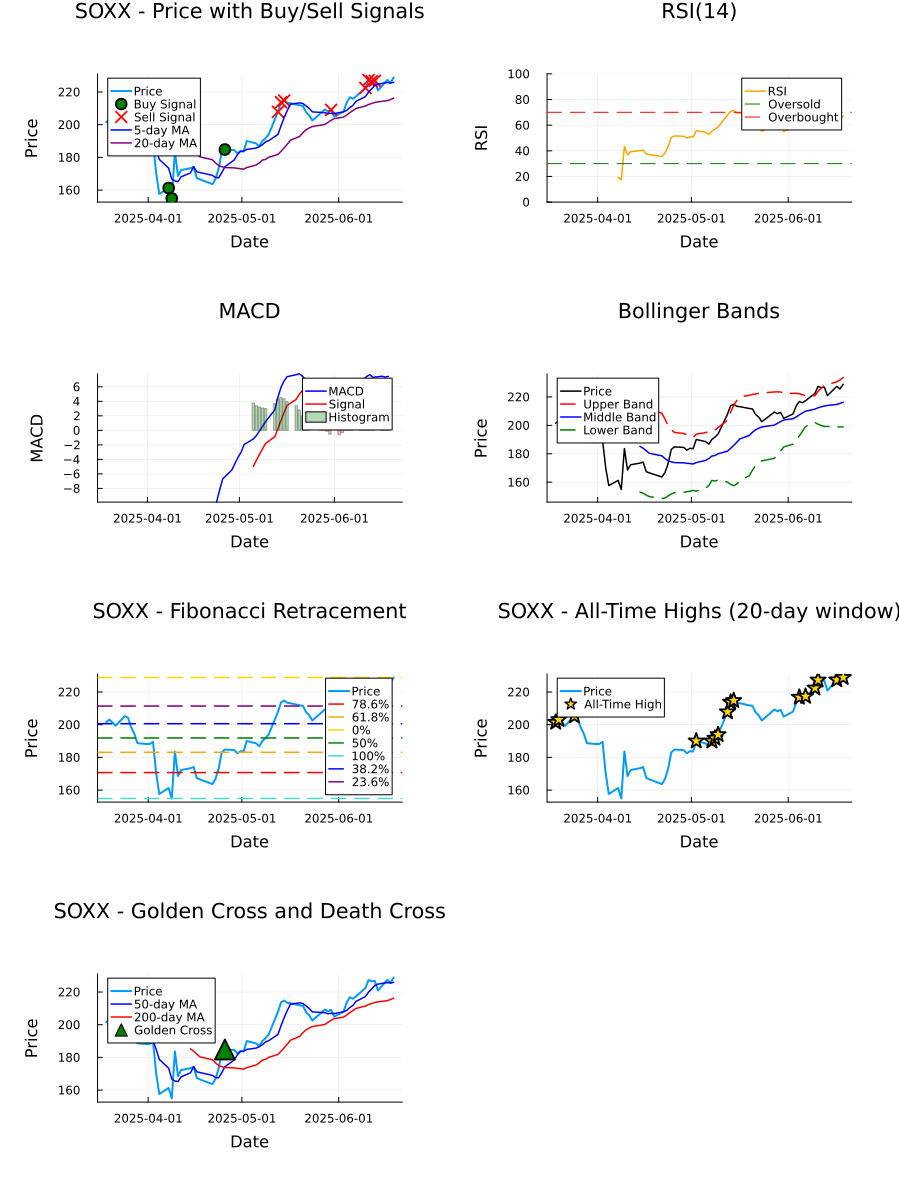 SOXX - Price with Buy/Sell Signals
Price
220
200
180
160
Price
Buy Signal
Sell Signal
5-day MA
20-day MA
2025-04-01
2025-05-01
2025-06-01
Date
RSI(14)
RSI
100
80
60
40
20
0
RSI
Oversold
Overbought
2025-04-01
2025-05-01
2025-06-01
Date
MACD
MACD
6
4
2
0
−2
−4
−6
−8
MACD
Signal
Histogram
2025-04-01
2025-05-01
2025-06-01
Date
Bollinger Bands
Price
220
200
180
160
Price
Upper Band
Middle Band
Lower Band
2025-04-01
2025-05-01
2025-06-01
Date
SOXX - Fibonacci Retracement
Price
220
200
180
160
Price
78.6%
61.8%
0%
50%
100%
38.2%
23.6%
2025-04-01
2025-05-01
2025-06-01
Date
SOXX - All-Time Highs (20-day window)
Price
220
200
180
160
Price
All-Time High
2025-04-01
2025-05-01
2025-06-01
Date
SOXX - Golden Cross and Death Cross
Price
220
200
180
160
Price
50-day MA
200-day MA
Golden Cross
2025-04-01
2025-05-01
2025-06-01
Date